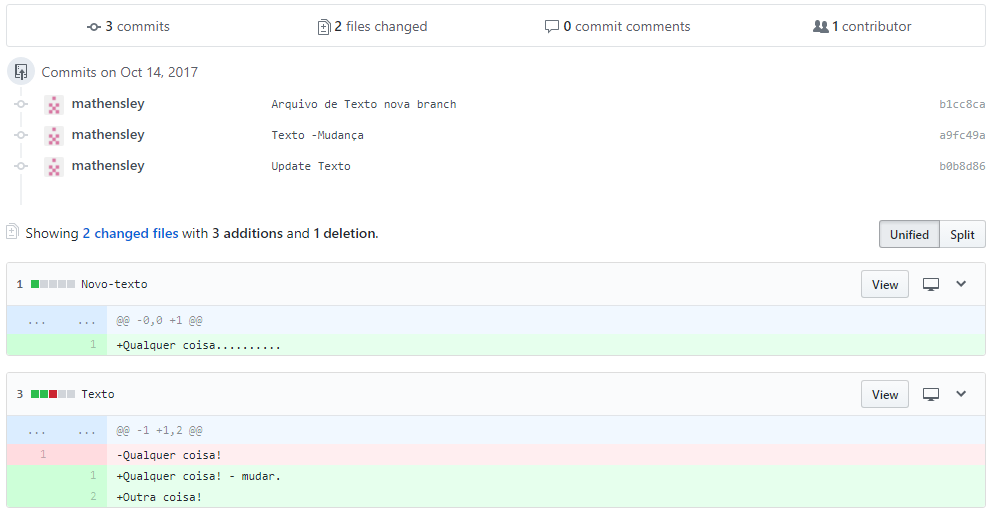 3 commits 2 files changed 0 commit comments 1 contributor
Commits on Oct 14, 2017
mathensley Arquivo de Texto nova branch b1cc8ca
mathensley Texto -Mudança a9fc49a
mathensley Update Texto b0b8d86
Showing 2 changed files with 3 additions and 1 deletion. Unified Split
1 Novo-texto View
... ... @@ -0,0 +1 @@
1 +Qualquer coisa..........
3 Texto View
... ... @@ -1 +1,2 @@
1 -Qualquer coisa!
1 +Qualquer coisa! - mudar.
2 +Outra coisa!